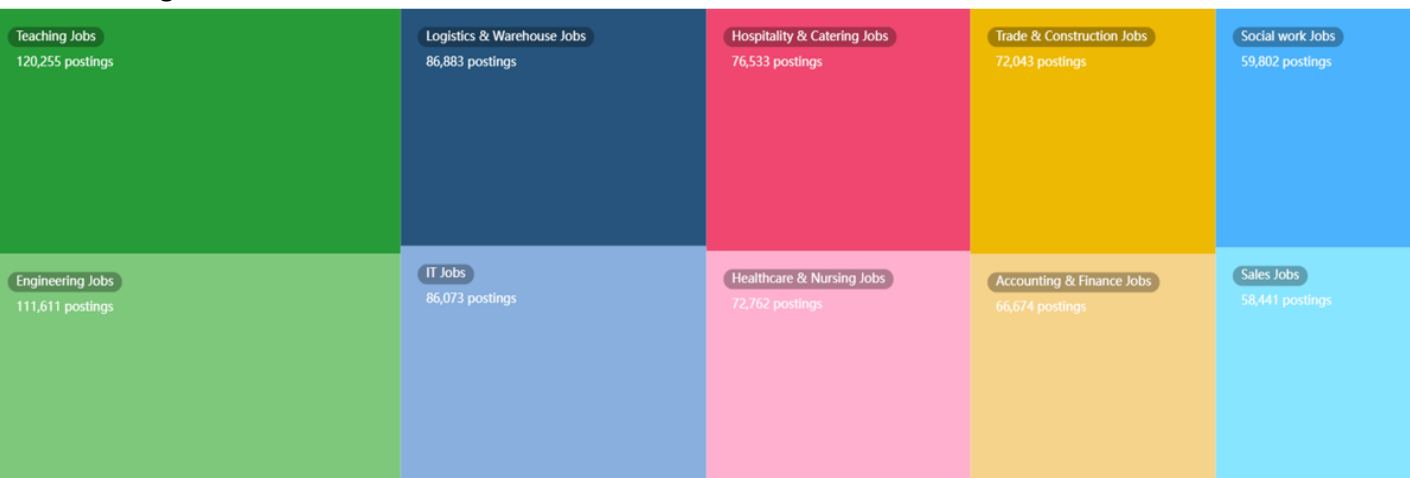 Teaching Jobs
120,255 postings
Logistics & Warehouse Jobs
86,883 postings
Hospitality & Catering Jobs
76,533 postings
Trade & Construction Jobs
72,043 postings
Social work Jobs
59,802 postings
Engineering Jobs
111,611 postings
IT Jobs
86,073 postings
Healthcare & Nursing Jobs
72,762 postings
Accounting & Finance Jobs
66,674 postings
Sales Jobs
58,441 postings